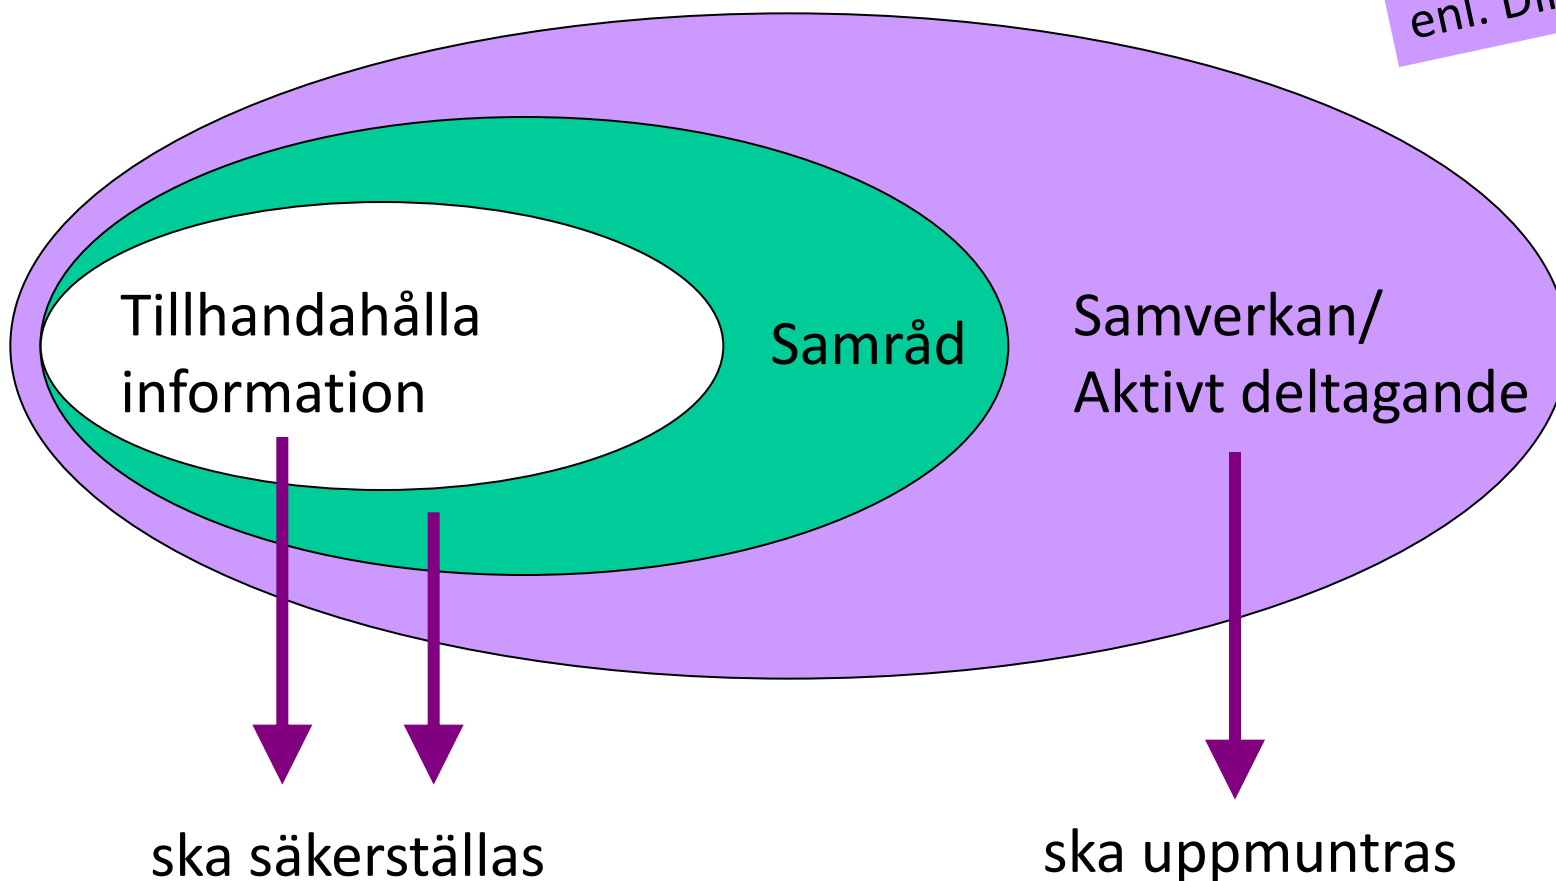 enl.
Tillhandahålla
information
Samråd
Samverkan/
Aktivt deltagande
ska säkerställas
ska uppmuntras